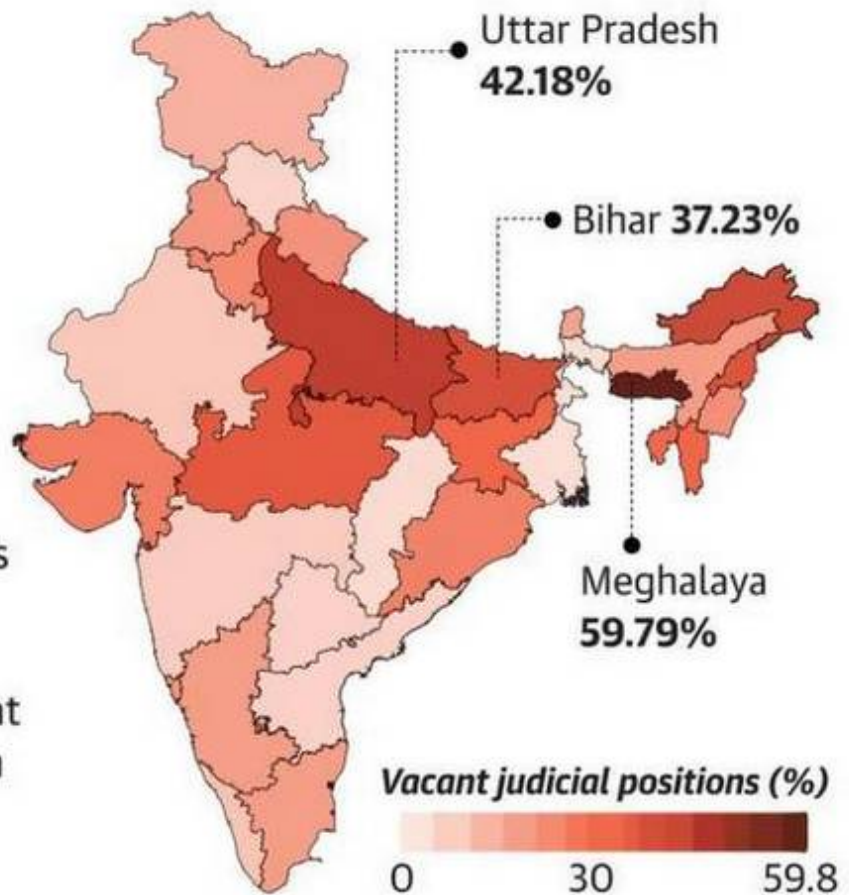 Uttar Pradesh
42.18%
Bihar 37.23%
Meghalaya
59.79%
Vacant judicial positions (%)
0 30 59.8